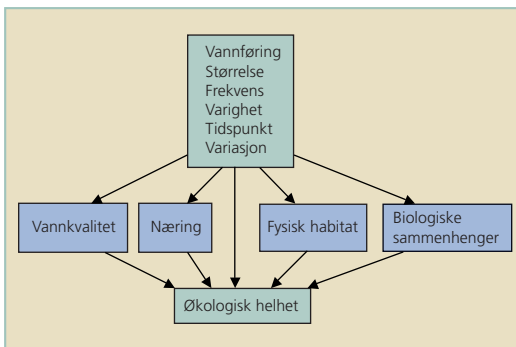 Vannføring
Størrelse
Frekvens
Varighet
Tidspunkt
Variasjon
Vannkvalitet
Næring
Fysisk habitat
Biologiske
sammenhenger
Økologisk helhet